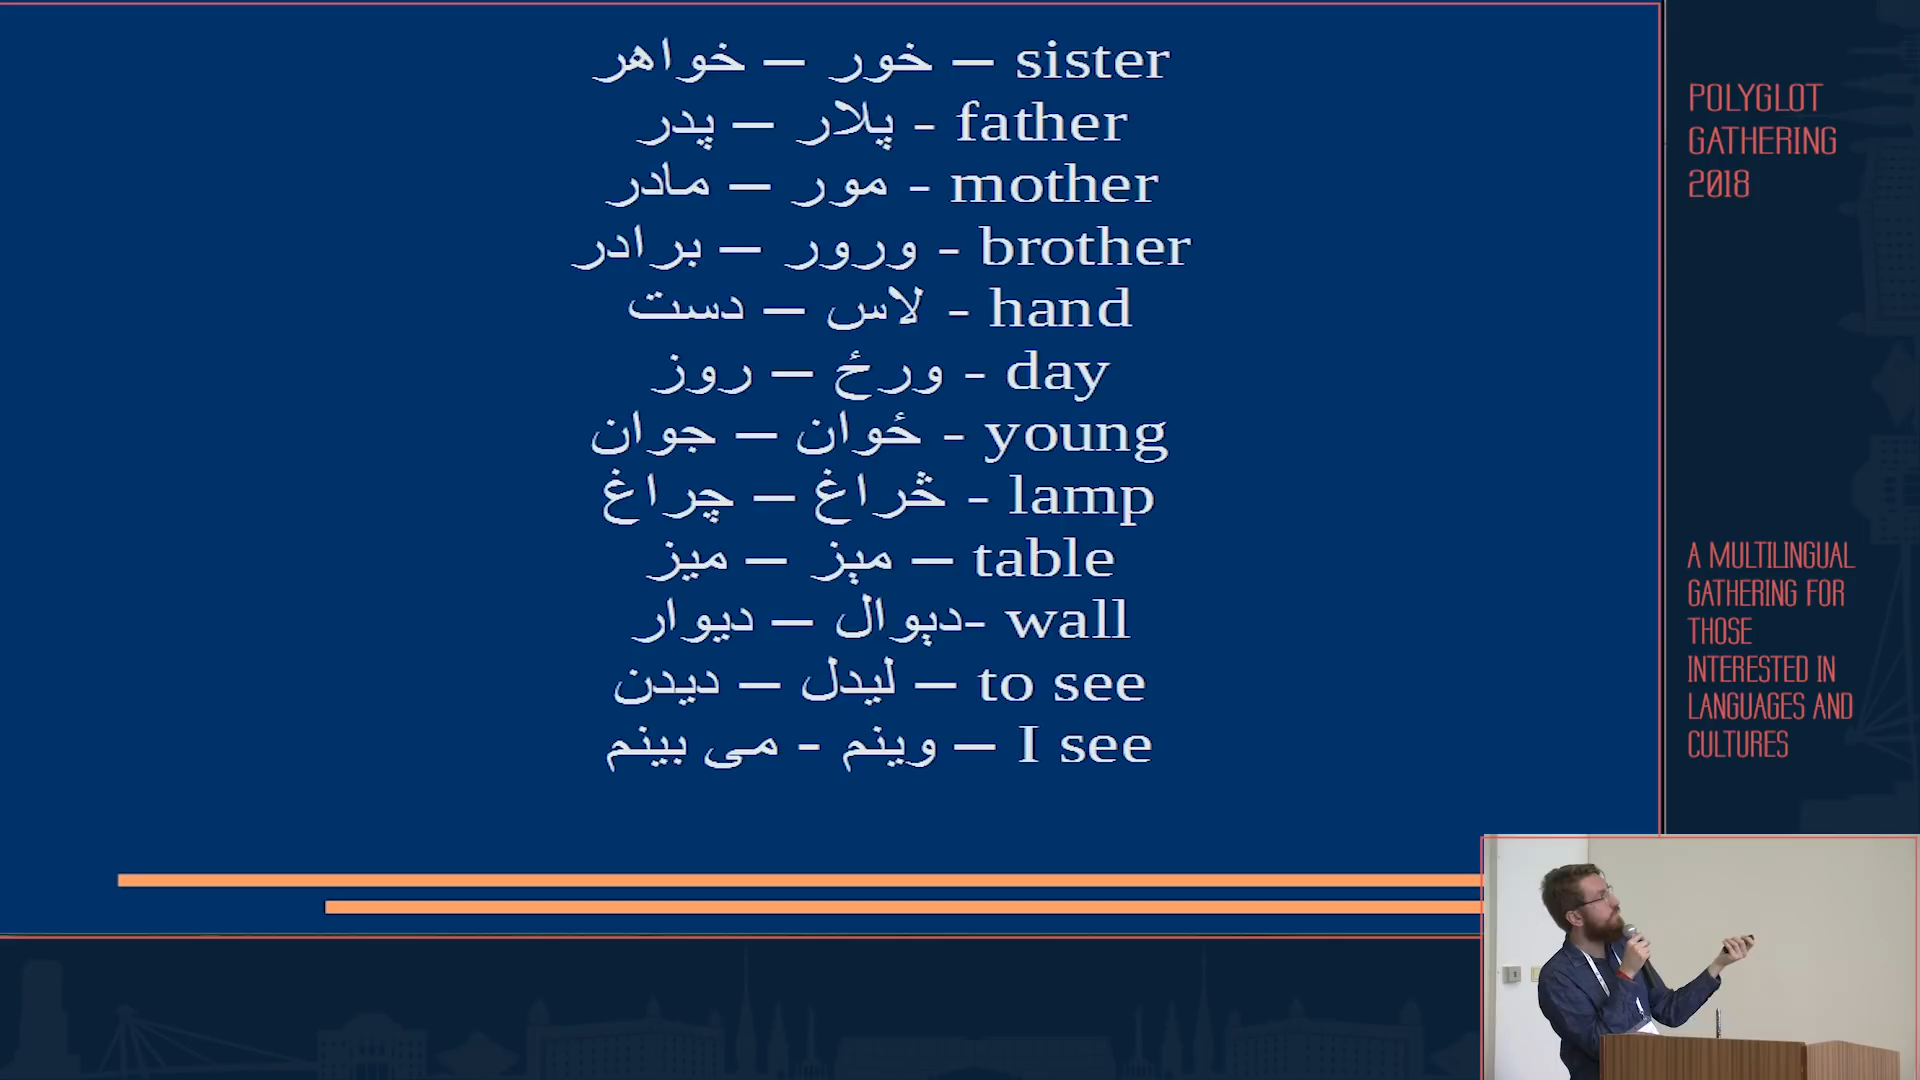 خواهر – خور – sister
پدر – پلار - father
مادر – مور - mother
برادر – ورور - brother
دست – لاس - hand
روز – ورځ - day
جوان – ځوان - young
چراغ – څراغ - lamp
میز – مېز – table
دیوار – دېوال- wall
دیدن – لیدل – to see
می بینم - وینم – I see
POLYGLOT
GATHERING
2018
A MULTILINGUAL
GATHERING FOR
THOSE
INTERESTED IN
LANGUAGES AND
CULTURES